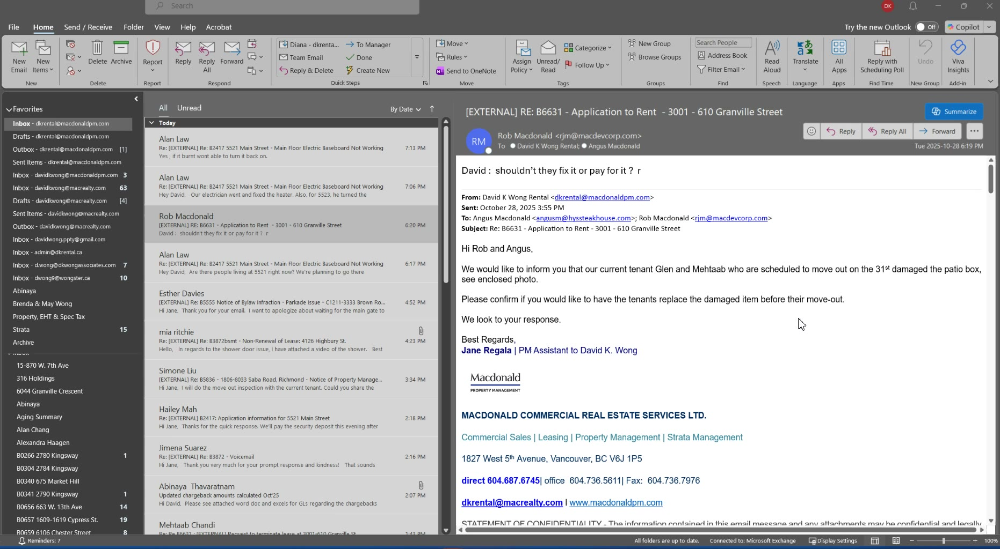 Search
DK
File Home Send / Receive Folder View Help Acrobat
Try the new Outlook Off Copilot
New Email
New Items
Delete
Archive
Report
Reply
Reply All
Forward
Diana - dkrenta...
To Manager
Team Email
Done
Reply & Delete
Create New
Move
Rules
Send to OneNote
Assign Policy
Unread/ Read
Categorize
Follow Up
New Group
Browse Groups
Search People
Address Book
Filter Email
Read Aloud
Translate
All Apps
Reply with Scheduling Poll
Undo
Viva Insights
New Delete Report Respond Quick Steps Move Tags Groups Find Speech Language Apps Find Time New Group Add-in
Favorites
Inbox - dkrental@macdonaldpm.com
Drafts - dkrental@macdonaldpm.com
Outbox - dkrental@macdonaldpm.com [1]
Sent Items - dkrental@macdonaldpm.com
Inbox - davidkwong@macdonaldpm.com 3
Inbox - davidkwong@macrealty.com 63
Drafts - davidkwong@macrealty.com [4]
Sent Items - davidkwong@macrealty.com
Outbox - davidkwong@macrealty.com
Inbox - davidwong.ppty@gmail.com
Inbox - admin@dkrental.ca
Inbox - d.wong@dkwongassociates.com 7
Inbox - dwong9@wongster.ca 10
Abinaya
Brenda & May Wong
Property, EHT & Spec Tax
Strata 15
Archive
Inbox
15-870 W. 7th Ave
316 Holdings
6044 Granville Crescent
Abinaya
Aging Summary
Alan Chang
Alexandra Haagen
B0266 2780 Kingsway 1
B0304 2784 Kingsway
B0340 675 Market Hill
B0341 2790 Kingsway 1
B0656 663 W. 13th Ave 14
B0657 1609-1619 Cypress St. 19
B0659 6106 Chester Street 8
All Unread By Date
Today
Alan Law
Re: [EXTERNAL] Re: B2417 5521 Main Street - Main Floor Electric Baseboard Not Working 7:13 PM
Yes , if it burnt wont able to turn it back on.
Alan Law
Re: [EXTERNAL] Re: B2417 5521 Main Street - Main Floor Electric Baseboard Not Working 7:06 PM
Hey David, Our electrician went and fixed the heater. Also, for 5523, he turned the
Rob Macdonald
[EXTERNAL] RE: B6631 - Application to Rent - 3001 - 610 Granville Street 6:20 PM
David : shouldn't they fix it or pay for it ? r
Alan Law
Re: [EXTERNAL] Re: B2417 5521 Main Street - Main Floor Electric Baseboard Not Working 6:17 PM
Hey David, Are there people living at 5521 right now? We're planning to go there
Esther Davies
[EXTERNAL] RE: B5555 Notice of Bylaw Infraction - Parkade Issue - C1211-3333 Brown Ro... 4:52 PM
Hi Jane, Thank you for your email. I want to apologize about waiting for the main gate to
mia ritchie
Re: [EXTERNAL] Re: B3872bsmt - Non-Renewal of Lease: 4126 Highbury St. 4:23 PM
Hello, In regards to the shower door issue, I have attached a video of the shower. Best
Simone Liu
[EXTERNAL] RE: B5836 - 1806-8033 Saba Road, Richmond - Notice of Property Manage... 3:34 PM
Hi Jane, I will do the move out inspection with the current tenant. Could you share the
Hailey Mah
Re: [EXTERNAL] B2417: Application information for 5521 Main Street 2:18 PM
Hi Jane, Thanks for the quick response. We'll pay the security deposit this evening after
Jimena Suarez
Re: [EXTERNAL] Re: B3872 - Voicemail 2:16 PM
Hi Jane, Thank you very much for your prompt response and kindness! That sounds
Abinaya Thavaratnam
Updated chargeback amounts calculated Oct'25 2:07 PM
Hi David, Please see attached word doc and excels for GLs regarding the chargebacks
Mehtaab Chandi
Re: Re B6631 : [EXTERNAL] Request to terminate lease at 3001-610 Granville St 1:43 PM
[EXTERNAL] RE: B6631 - Application to Rent - 3001 - 610 Granville Street
Summarize
RM
Rob Macdonald <rjm@macdevcorp.com>
To David K Wong Rental; Angus Macdonald
Reply Reply All Forward
Tue 2025-10-28 6:19 PM
David : shouldn't they fix it or pay for it ? r
From: David K Wong Rental <dkrental@macdonaldpm.com>
Sent: October 28, 2025 3:55 PM
To: Angus Macdonald <angusm@hyssteakhouse.com>; Rob Macdonald <rjm@macdevcorp.com>
Subject: Re: B6631 - Application to Rent - 3001 - 610 Granville Street
Hi Rob and Angus,
We would like to inform you that our current tenant Glen and Mehtaab who are scheduled to move out on the 31st damaged the patio box,
see enclosed photo.
Please confirm if you would like to have the tenants replace the damaged item before their move-out.
We look to your response.
Best Regards,
Jane Regala | PM Assistant to David K. Wong
Macdonald
PROPERTY MANAGEMENT
MACDONALD COMMERCIAL REAL ESTATE SERVICES LTD.
Commercial Sales | Leasing | Property Management | Strata Management
1827 West 5th Avenue, Vancouver, BC V6J 1P5
direct 604.687.6745| office 604.736.5611| Fax: 604.736.7976
dkrental@macrealty.com | www.macdonaldpm.com
STATEMENT OF CONFIDENTIALITY - The information contained in this email message and any attachments may be confidential and legally
Reminders: 7
All folders are up to date. Connected to: Microsoft Exchange Display Settings 100%